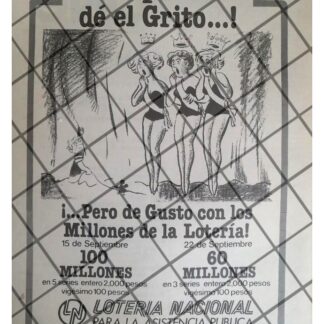 dé el Grito...!
¡...Pero de Gusto con los
Millones de la Lotería!
15 de Septiembre
22 de Septiembre
100
60
MILLONES
MILLONES
en 5 series entero 2,000 pesos
en 3 series entero 2,000 pesos
vigésimo 100 pesos
vigésimo 100 pesos
LOTERIA NACIONAL
PARA LA ASISTENCIA PUBLICA